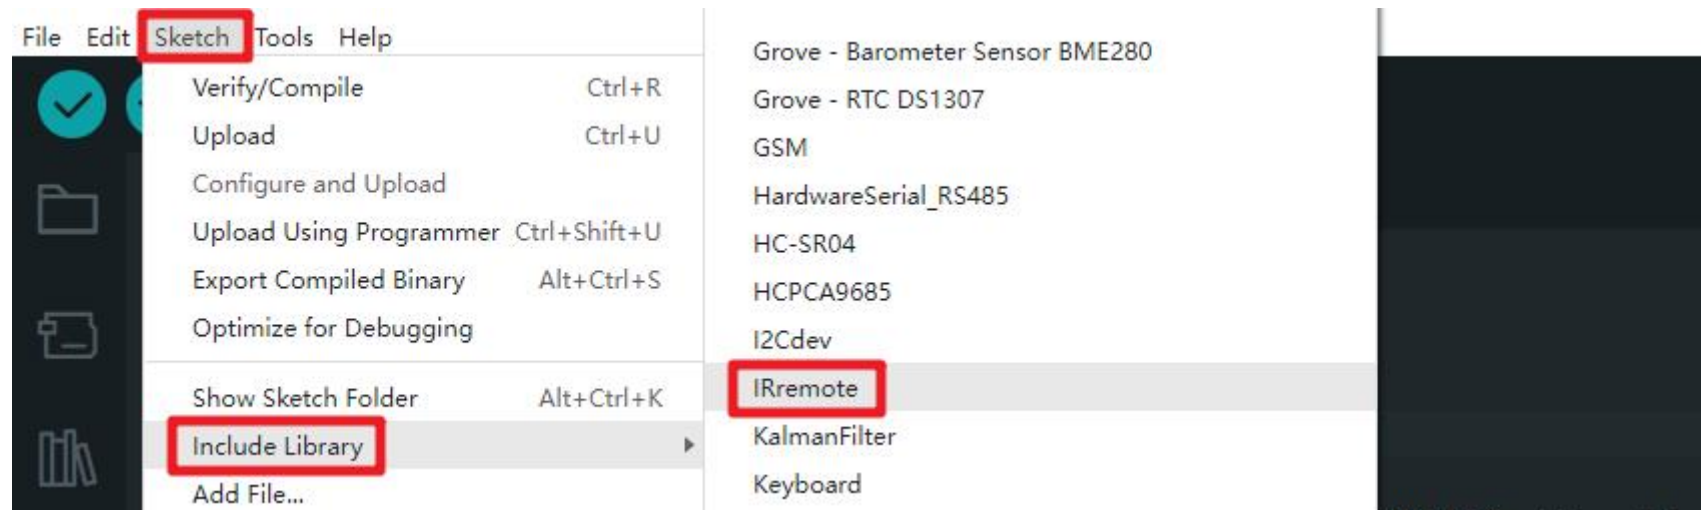 File Edit Sketch Tools Help
Verify/Compile Ctrl+R
Upload Ctrl+U
Configure and Upload
Upload Using Programmer Ctrl+Shift+U
Export Compiled Binary Alt+Ctrl+S
Optimize for Debugging
Show Sketch Folder Alt+Ctrl+K
Include Library
Add File...
Grove - Barometer Sensor BME280
Grove - RTC DS1307
GSM
HardwareSerial_RS485
HC-SR04
HCPCA9685
I2Cdev
IRremote
KalmanFilter
Keyboard